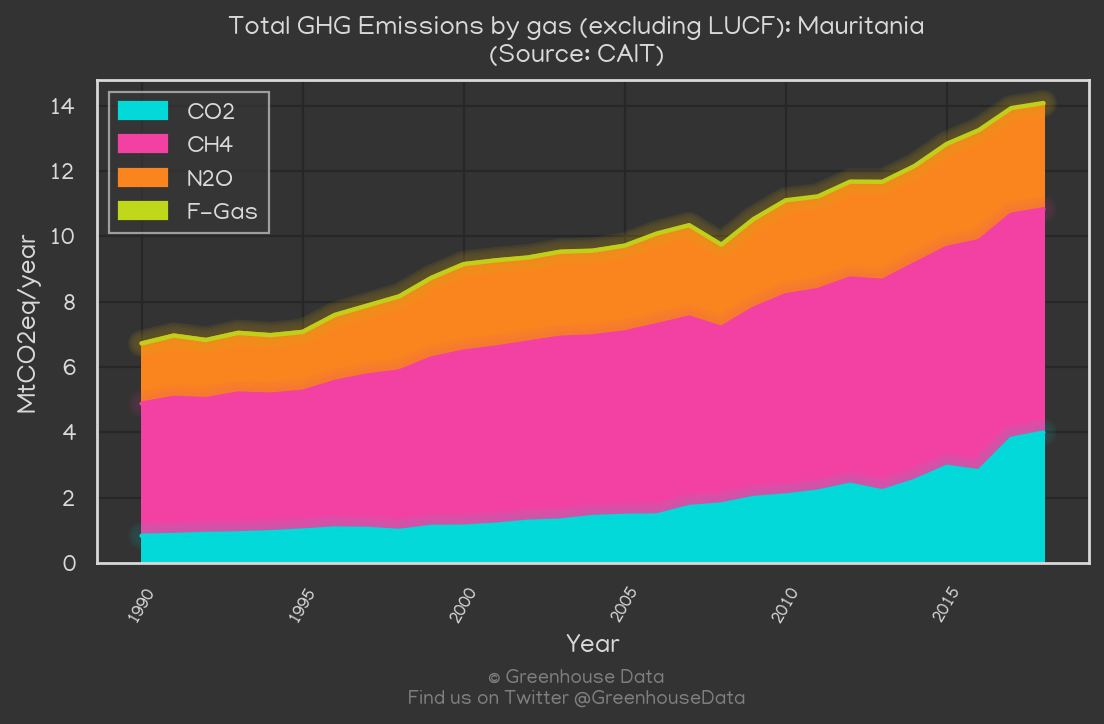 Total GHG Emissions by gas (excluding LUCF): Mauritania
(Source: CAIT)
CO2
CH4
N2O
F-Gas
MtCO2eq/year
14
12
10
8
6
4
2
0
1990
1995
2000
2005
2010
2015
Year
© Greenhouse Data
Find us on Twitter @GreenhouseData